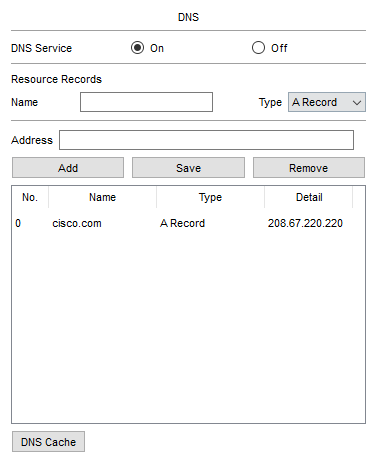 DNS
DNS Service On Off
Resource Records
Name Type A Record
Address
Add Save Remove
No. Name Type Detail
0 cisco.com A Record 208.67.220.220
DNS Cache